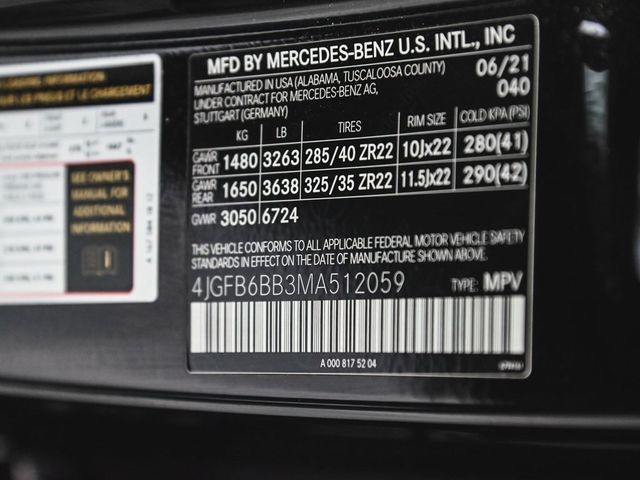 MFD BY MERCEDES-BENZ U.S. INTL., INC
MANUFACTURED IN USA (ALABAMA, TUSCALOOSA COUNTY) 06/21
UNDER CONTRACT FOR MERCEDES-BENZ AG, 040
STUTTGART (GERMANY)
KG LB TIRES RIM SIZE COLD KPA (PSI)
GAWR FRONT 1480 3263 285/40 ZR22 10Jx22 280(41)
GAWR REAR 1650 3638 325/35 ZR22 11.5Jx22 290(42)
GVWR 3050 6724
THIS VEHICLE CONFORMS TO ALL APPLICABLE FEDERAL MOTOR VEHICLE SAFETY
STANDARDS IN EFFECT ON THE DATE OF MANUFACTURE SHOWN ABOVE.
4JGFB6BB3MA512059 TYPE: MPV
A 000 817 52 04
SEE OWNER'S
MANUAL FOR
ADDITIONAL
INFORMATION